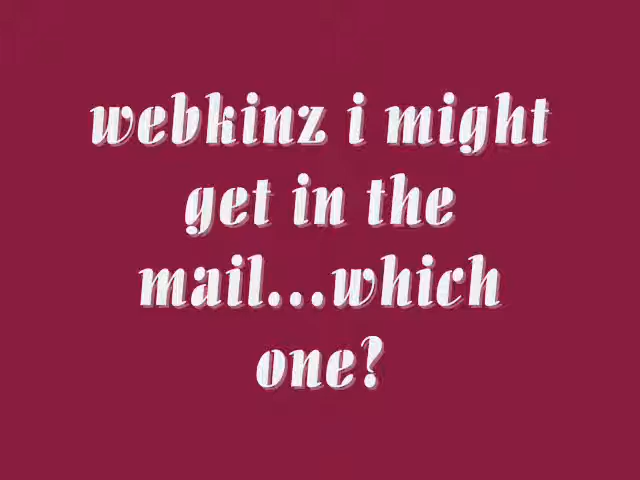 webkinz i might
get in the
mail...which
one?